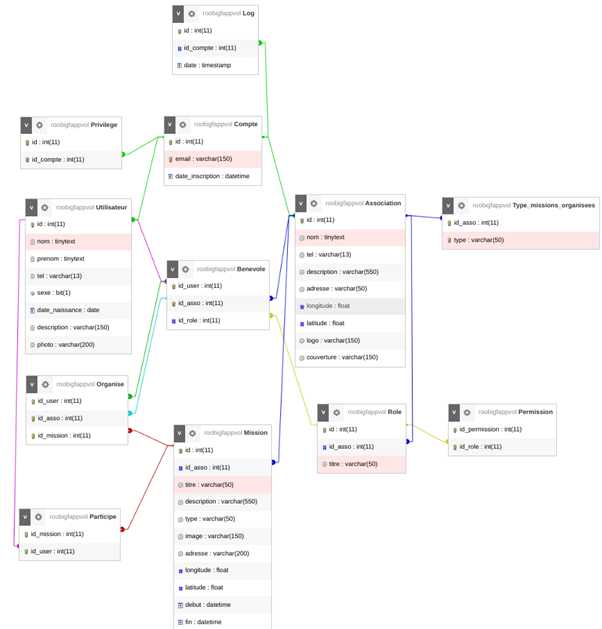 v roobigfappvol Log
id : int(11)
id_compte : int(11)
date : timestamp
v roobigfappvol Privilege
id : int(11)
id_compte : int(11)
v roobigfappvol Compte
id : int(11)
email : varchar(150)
date_inscription : datetime
v roobigfappvol Utilisateur
id : int(11)
nom : tinytext
prenom : tinytext
tel : varchar(13)
sexe : bit(1)
date_naissance : date
description : varchar(150)
photo : varchar(200)
v roobigfappvol Association
id : int(11)
nom : tinytext
tel : varchar(13)
description : varchar(550)
adresse : varchar(50)
longitude : float
latitude : float
logo : varchar(150)
couverture : varchar(150)
v roobigfappvol Type_missions_organisees
id_asso : int(11)
type : varchar(50)
v roobigfappvol Benevole
id_user : int(11)
id_asso : int(11)
id_role : int(11)
v roobigfappvol Organise
id_user : int(11)
id_asso : int(11)
id_mission : int(11)
v roobigfappvol Mission
id : int(11)
id_asso : int(11)
titre : varchar(50)
description : varchar(550)
type : varchar(50)
image : varchar(150)
adresse : varchar(200)
longitude : float
latitude : float
debut : datetime
fin : datetime
v roobigfappvol Role
id : int(11)
id_asso : int(11)
titre : varchar(50)
v roobigfappvol Permission
id_permission : int(11)
id_role : int(11)
v roobigfappvol Participe
id_mission : int(11)
id_user : int(11)